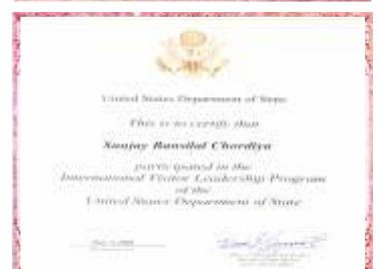 United States Department of State
This is to certify that
Sanjay Bansilal Chordiya
participated in the
International Visitor Leadership Program
of the
United States Department of State